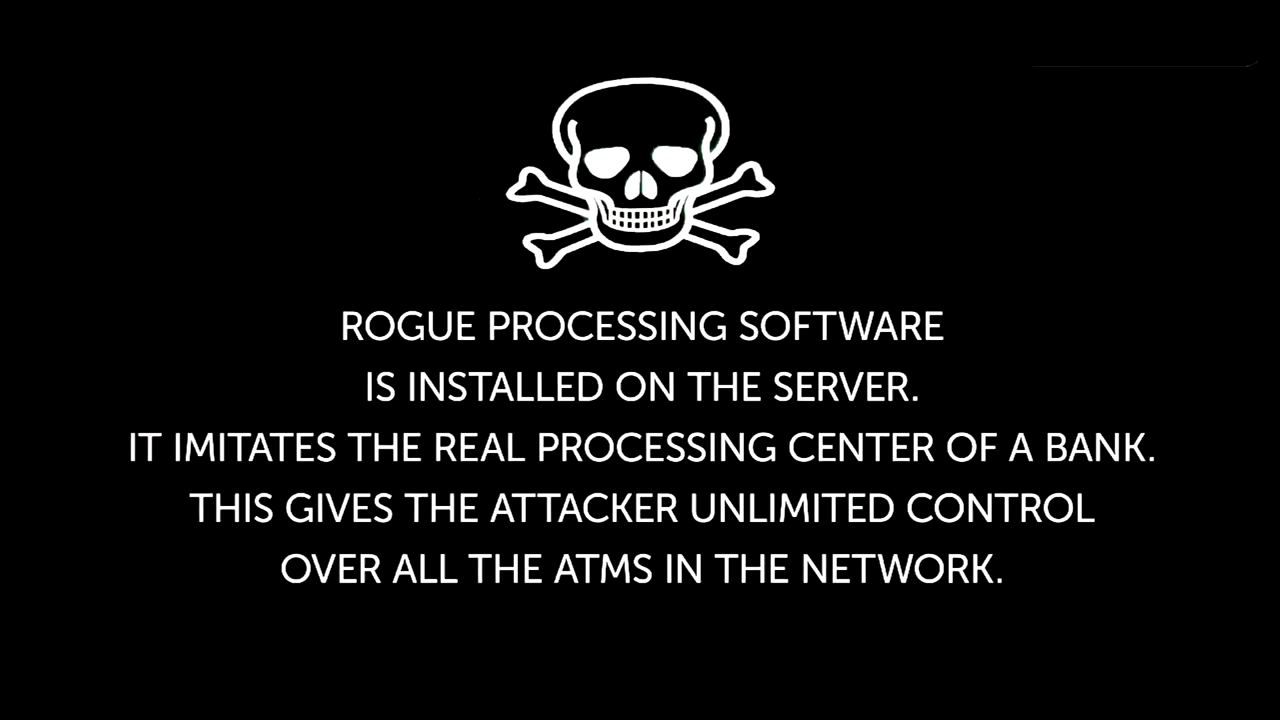 ROGUE PROCESSING SOFTWARE
IS INSTALLED ON THE SERVER.
IT IMITATES THE REAL PROCESSING CENTER OF A BANK.
THIS GIVES THE ATTACKER UNLIMITED CONTROL
OVER ALL THE ATMS IN THE NETWORK.